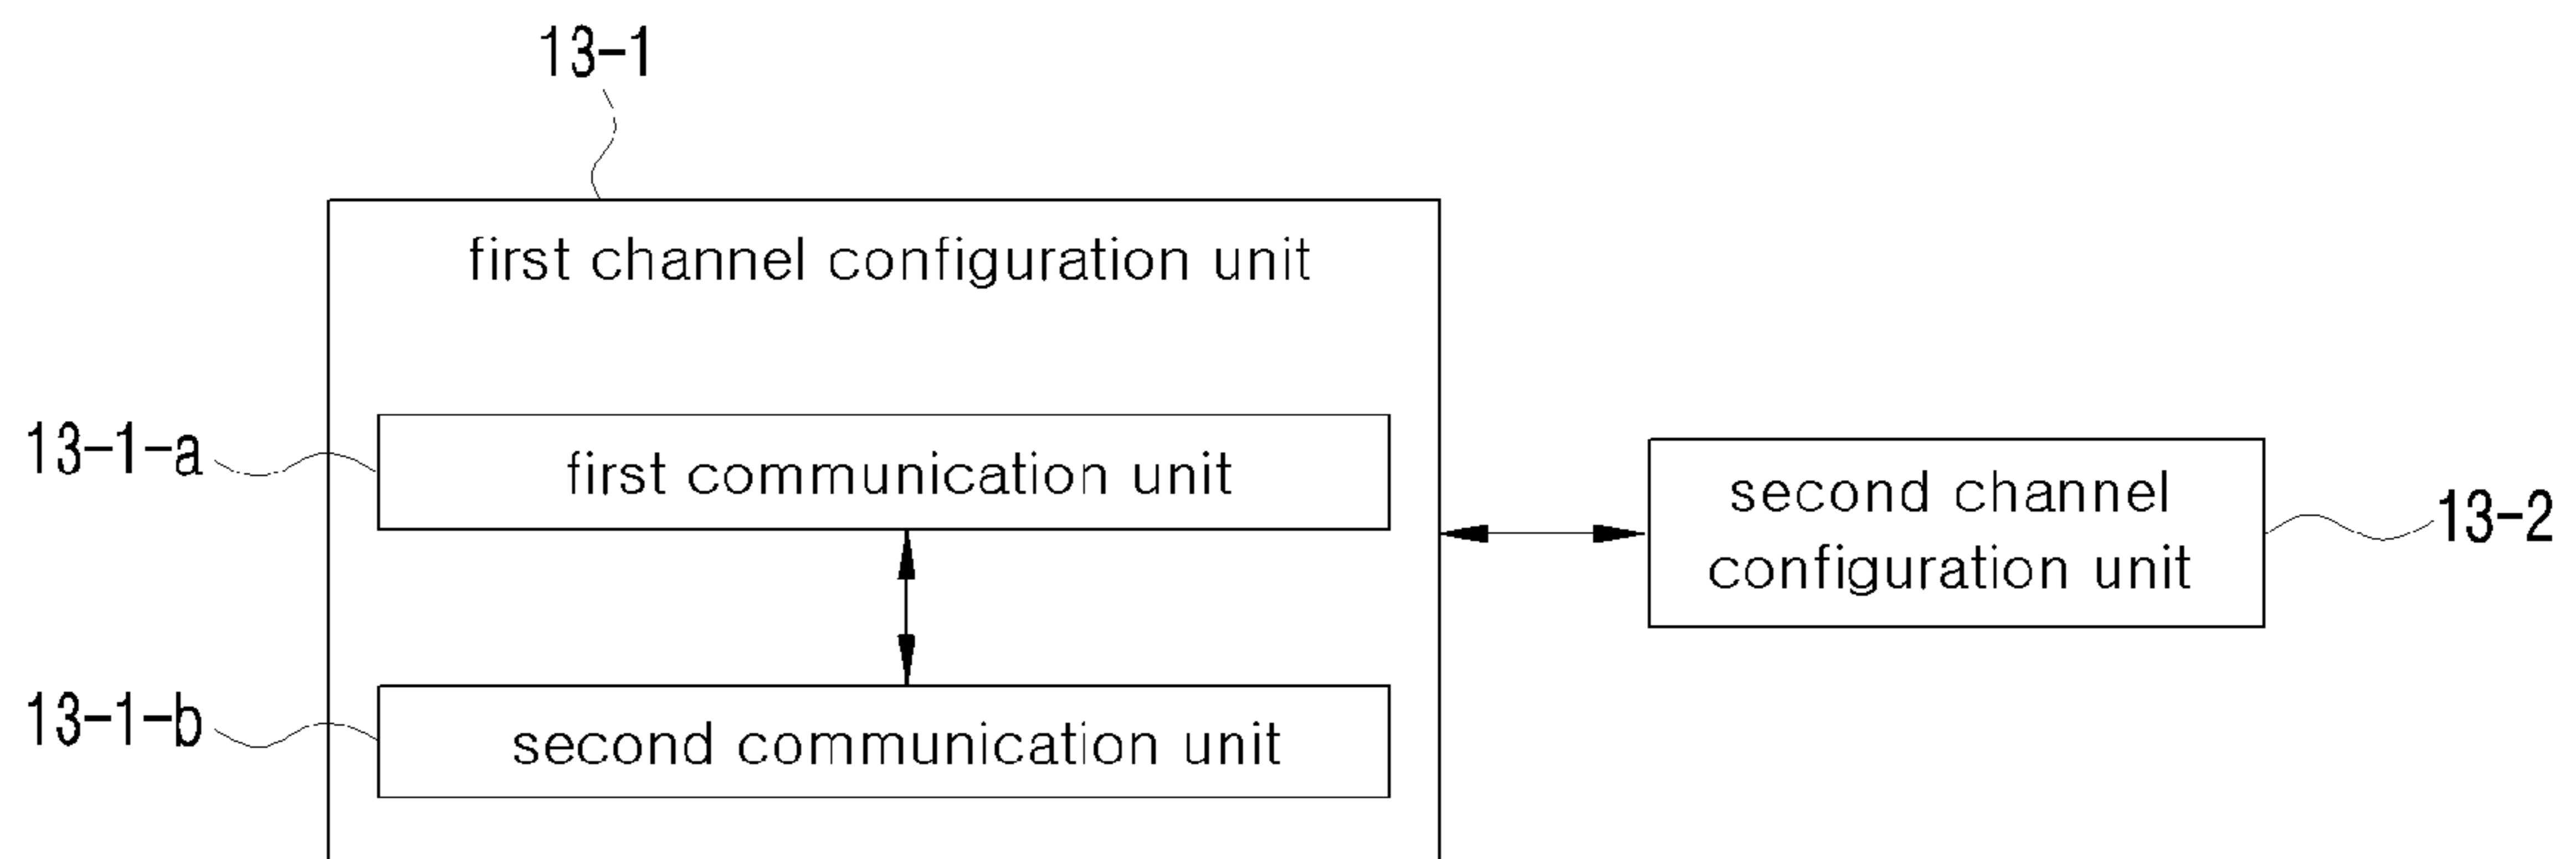 13-1
first channel configuration unit
13-1-a
first communication unit
second channel
configuration unit
13-2
13-1-b
second communication unit